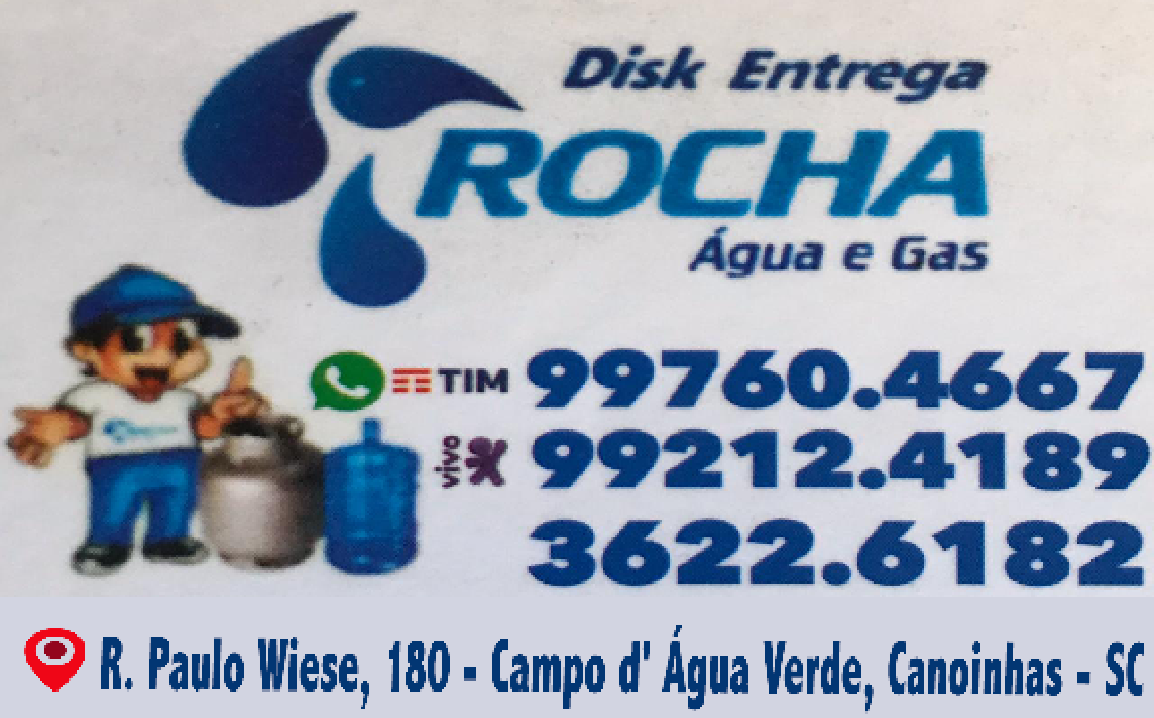 Disk Entrega
ROCHA
Água e Gas
TIM 99760.4667
vivo 99212.4189
3622.6182
R. Paulo Wiese, 180 - Campo d' Água Verde, Canoinhas - SC